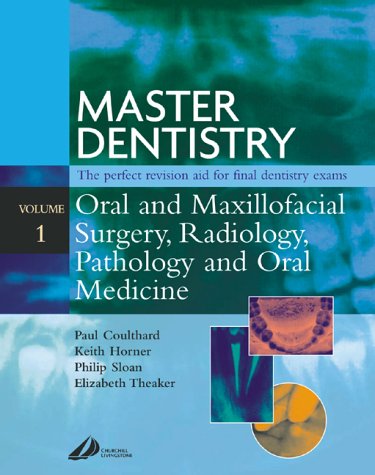 MASTER
DENTISTRY
The perfect revision aid for final dentistry exams
VOLUME
1
Oral and Maxillofacial
Surgery, Radiology,
Pathology and Oral
Medicine
Paul Coulthard
Keith Horner
Philip Sloan
Elizabeth Theaker
CHURCHILL
LIVINGSTONE